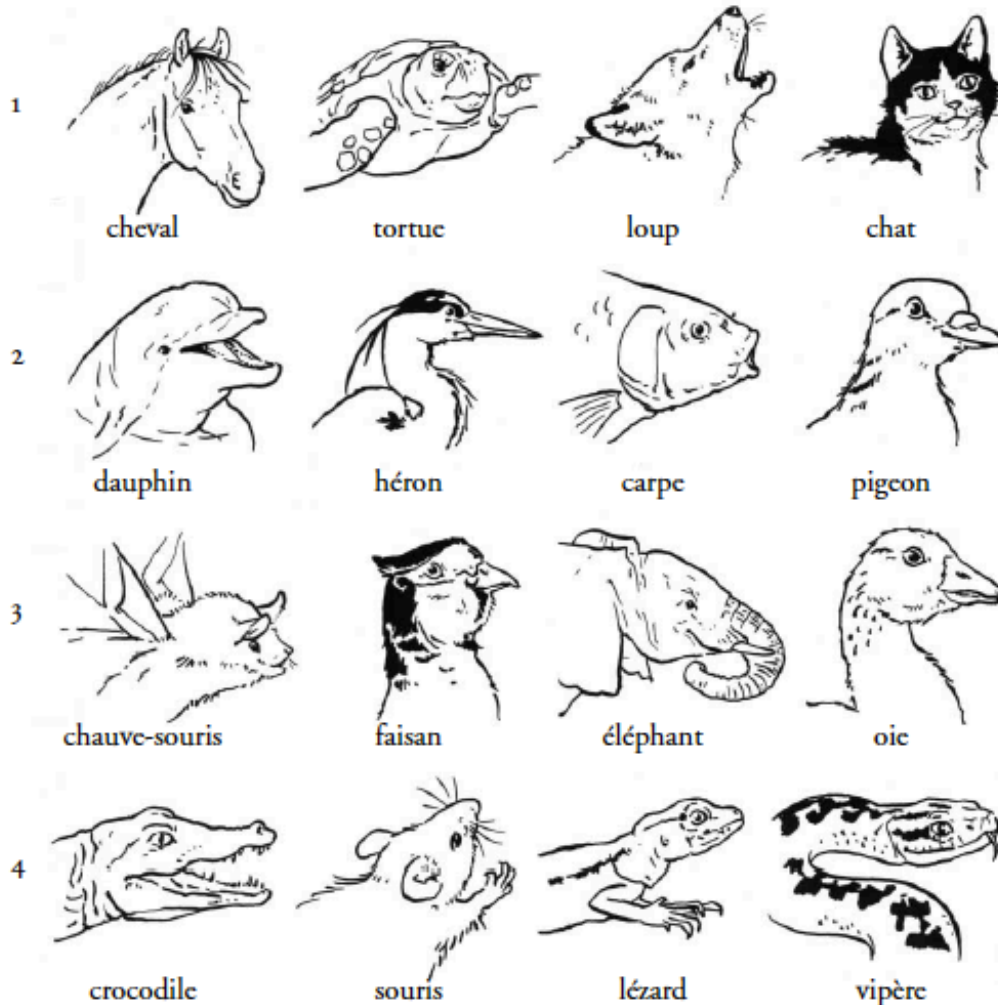 1
cheval tortue loup chat
2
dauphin héron carpe pigeon
3
chauve-souris faisan éléphant oie
4
crocodile souris lézard vipère